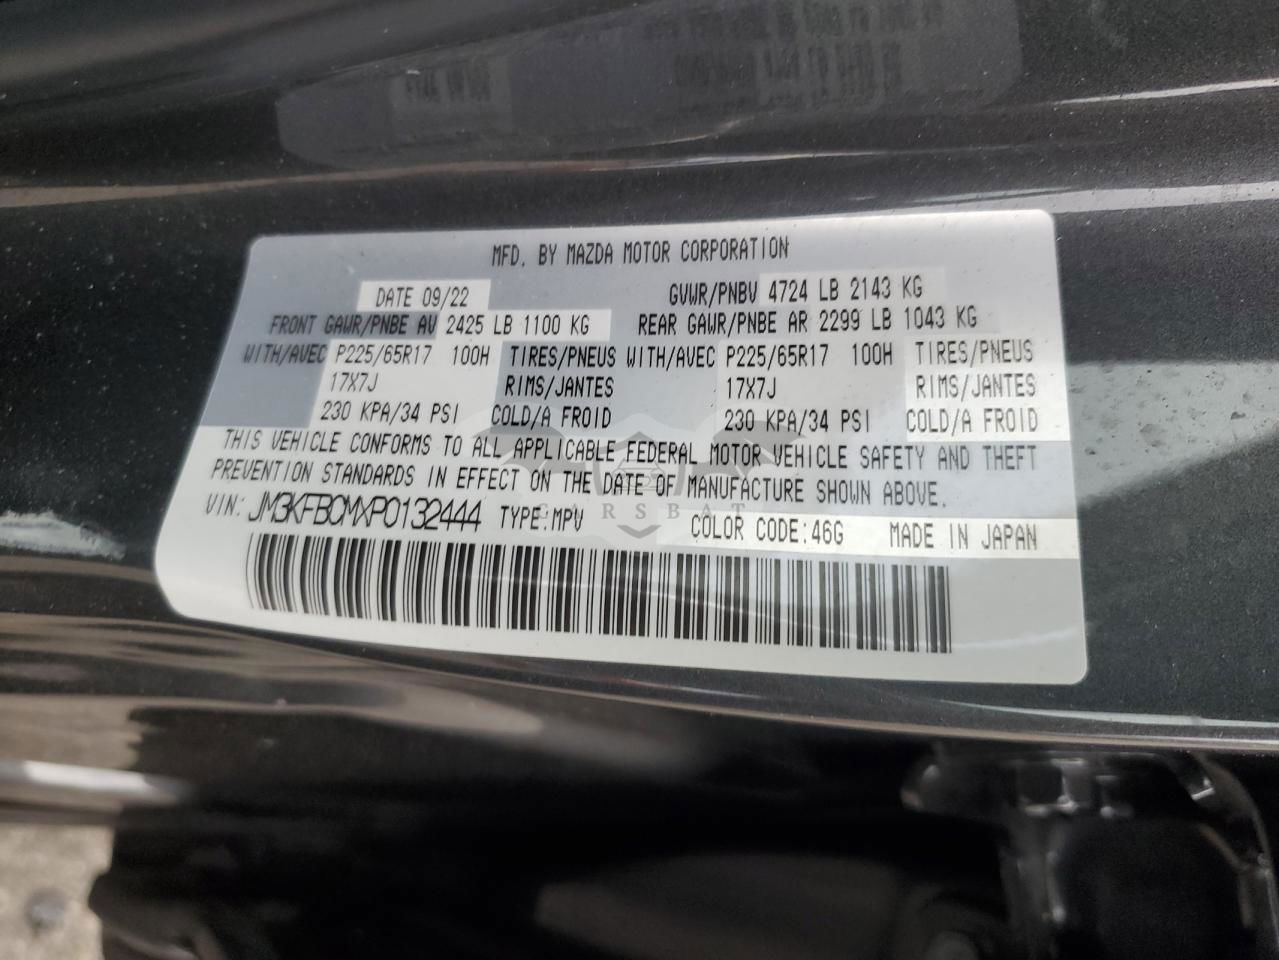 MFD. BY MAZDA MOTOR CORPORATION
DATE 09/22 GVWR/PNBV 4724 LB 2143 KG
FRONT GAWR/PNBE AV 2425 LB 1100 KG REAR GAWR/PNBE AR 2299 LB 1043 KG
WITH/AVEC P225/65R17 100H TIRES/PNEUS WITH/AVEC P225/65R17 100H TIRES/PNEUS
17X7J RIMS/JANTES 17X7J RIMS/JANTES
230 KPA/34 PSI COLD/A FROID 230 KPA/34 PSI COLD/A FROID
THIS VEHICLE CONFORMS TO ALL APPLICABLE FEDERAL MOTOR VEHICLE SAFETY AND THEFT
PREVENTION STANDARDS IN EFFECT ON THE DATE OF MANUFACTURE SHOWN ABOVE.
VIN: JM3KFBCMXP0132444 TYPE:MPV COLOR CODE:46G MADE IN JAPAN